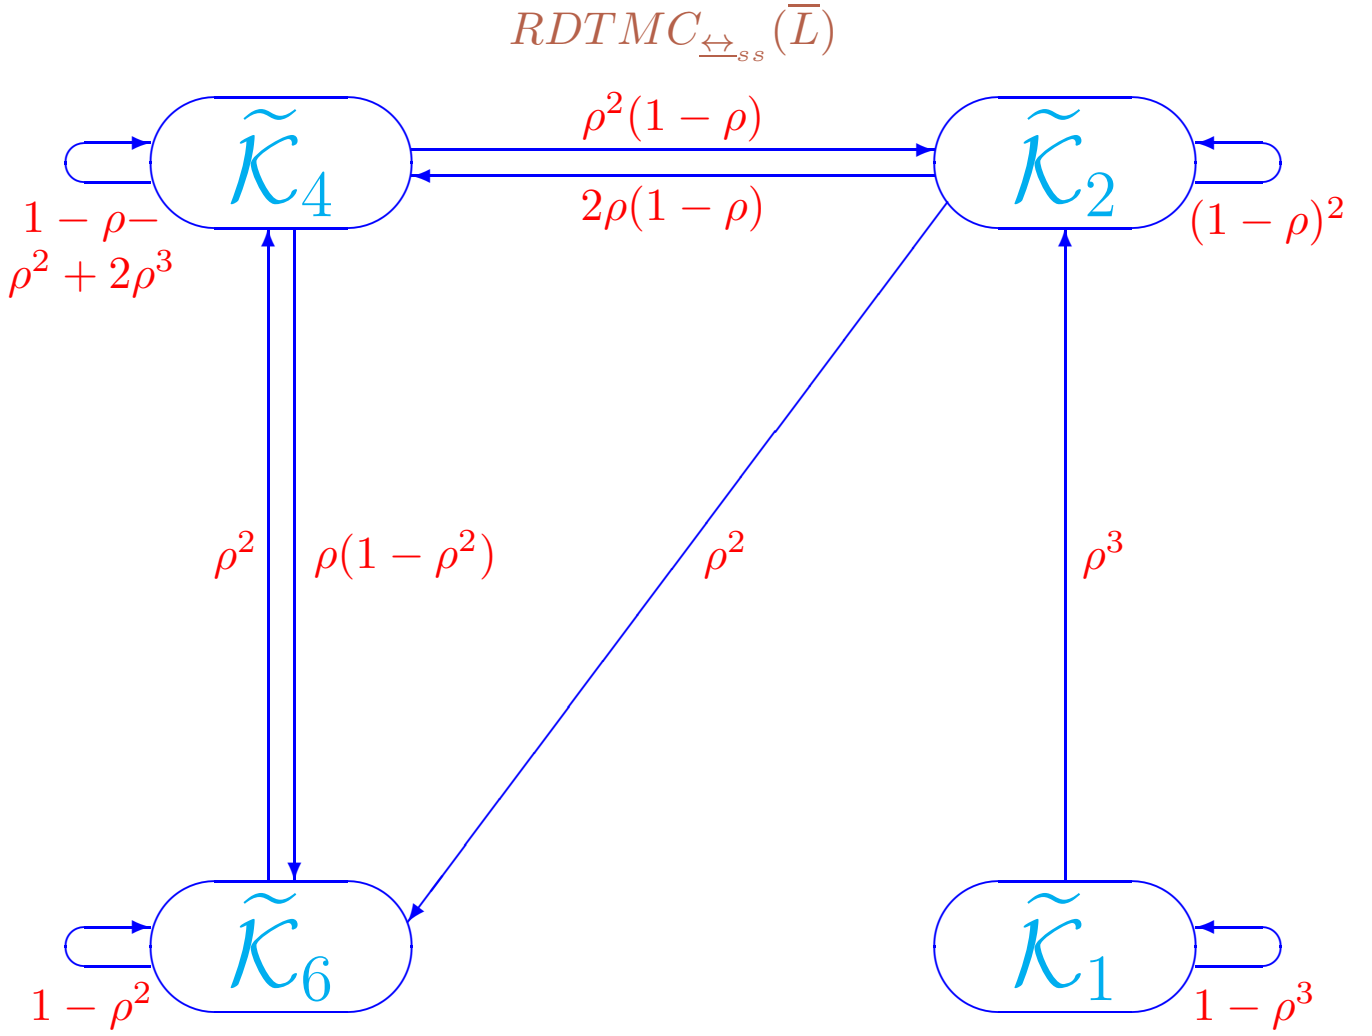 RDTMC↔ss(L̅)
ρ²(1 − ρ)
K̃₄
K̃₂
2ρ(1 − ρ)
1 − ρ−
ρ² + 2ρ³
(1 − ρ)²
ρ²
ρ(1 − ρ²)
ρ²
ρ³
K̃₆
K̃₁
1 − ρ²
1 − ρ³